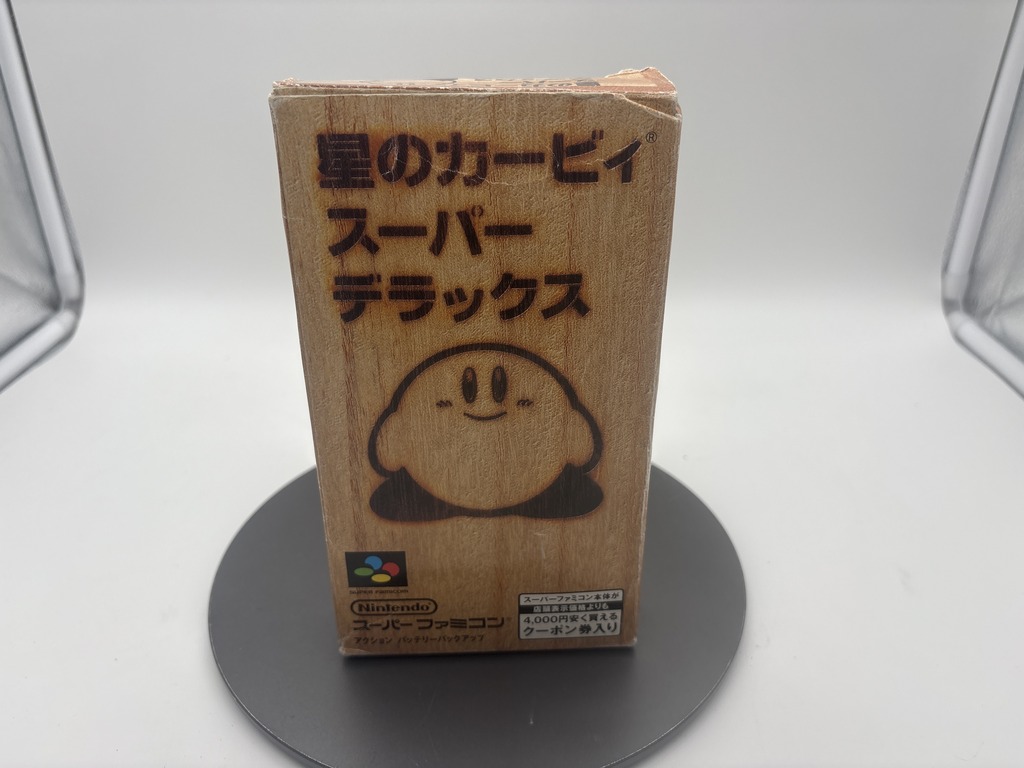 星のカービィ®
スーパー
デラックス
SUPER FAMICOM
Nintendo®
スーパーファミコン®
アクション バッテリーバックアップ
スーパーファミコン本体が
店頭表示価格よりも
4,000円安く買える
クーポン券入り